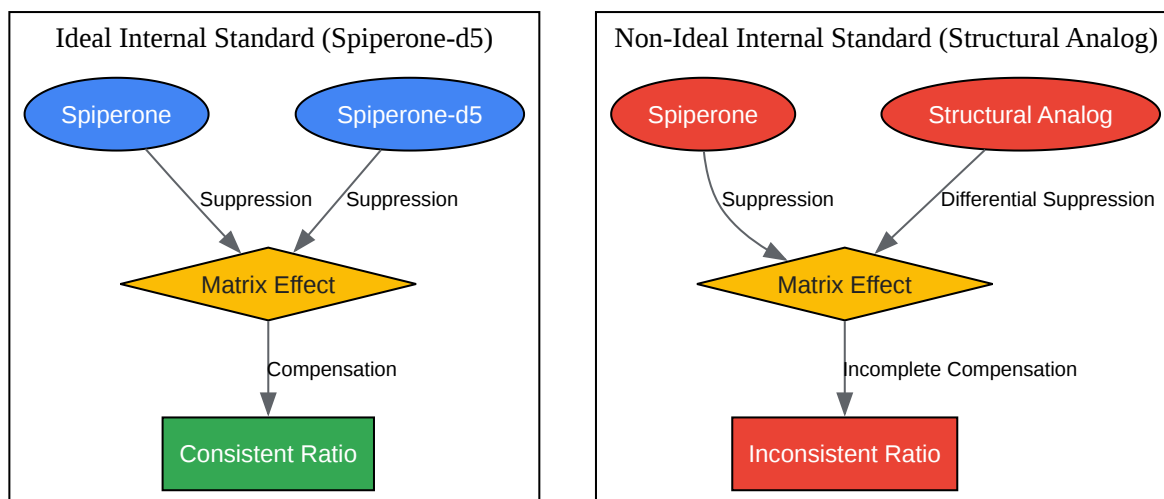 Ideal Internal Standard (Spiperone-d5)
Spiperone
Spiperone-d5
Suppression
Suppression
Matrix Effect
Compensation
Consistent Ratio
Non-Ideal Internal Standard (Structural Analog)
Spiperone
Structural Analog
Suppression
Differential Suppression
Matrix Effect
Incomplete Compensation
Inconsistent Ratio